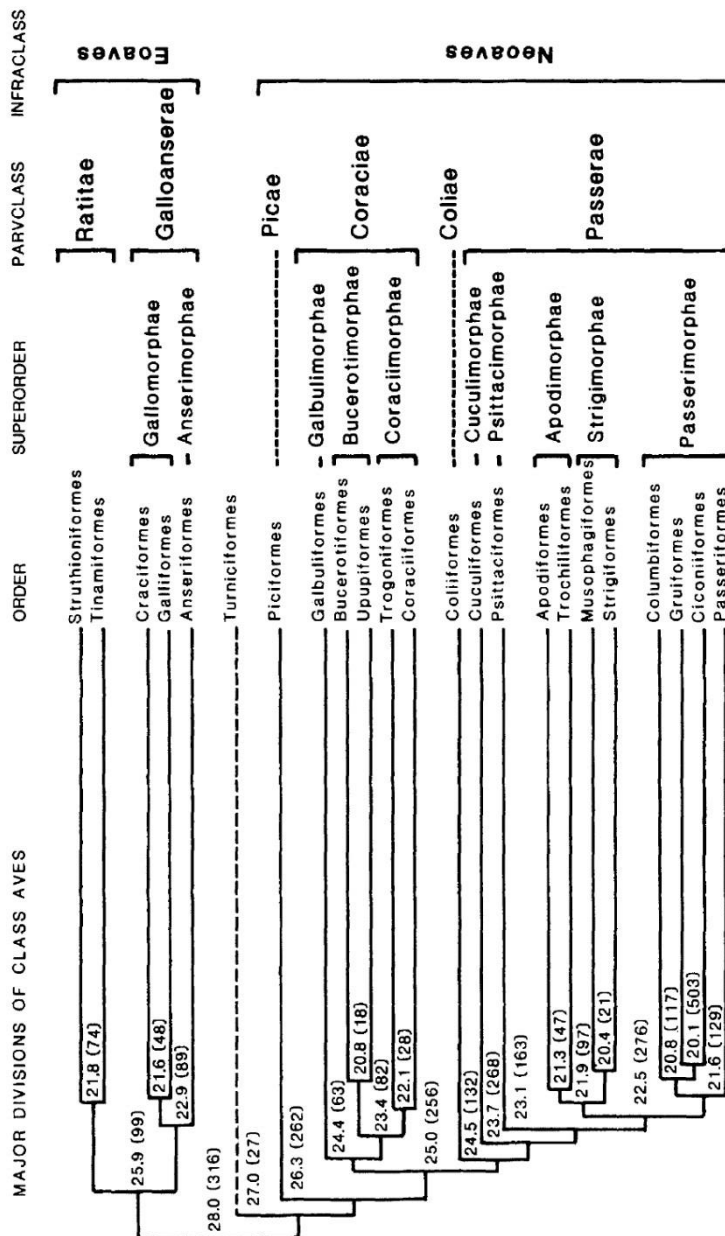 MAJOR DIVISIONS OF CLASS AVES
ORDER
SUPERORDER
PARVCLASS
INFRACLASS
Struthioniformes
Tinamiformes
Craciformes
Galliformes
Anseriformes
Turniciformes
Piciformes
Galbuliformes
Bucerotiformes
Upupiformes
Trogoniformes
Coraciiformes
Coliiformes
Cuculiformes
Psittaciformes
Apodiformes
Trochiliformes
Musophagiformes
Strigiformes
Columbiformes
Gruiformes
Ciconiiformes
Passeriformes
Gallomorphae
Anserimorphae
Galbulimorphae
Bucerotimorphae
Coraciimorphae
Cuculimorphae
Psittacimorphae
Apodimorphae
Strigimorphae
Passerimorphae
Ratitae
Galloanserae
Picae
Coraciae
Coliae
Passerae
Eoaves
Neoaves
21.8 (74)
25.9 (99)
21.6 (48)
22.9 (89)
28.0 (316)
27.0 (27)
26.3 (262)
24.4 (63)
20.8 (18)
23.4 (82)
22.1 (28)
25.0 (256)
24.5 (132)
23.7 (268)
23.1 (163)
21.3 (47)
21.9 (97)
20.4 (21)
22.5 (276)
20.8 (117)
20.1 (503)
21.6 (129)